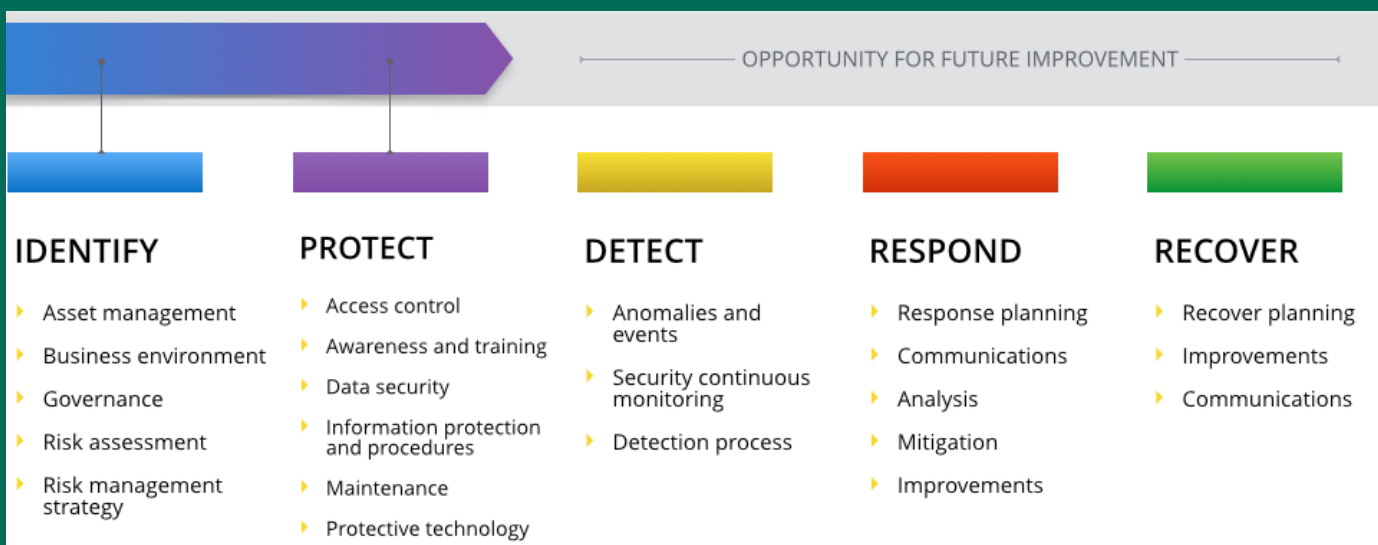 OPPORTUNITY FOR FUTURE IMPROVEMENT
IDENTIFY
Asset management
Business environment
Governance
Risk assessment
Risk management
strategy
PROTECT
Access control
Awareness and training
Data security
Information protection
and procedures
Maintenance
Protective technology
DETECT
Anomalies and
events
Security continuous
monitoring
Detection process
RESPOND
Response planning
Communications
Analysis
Mitigation
Improvements
RECOVER
Recover planning
Improvements
Communications